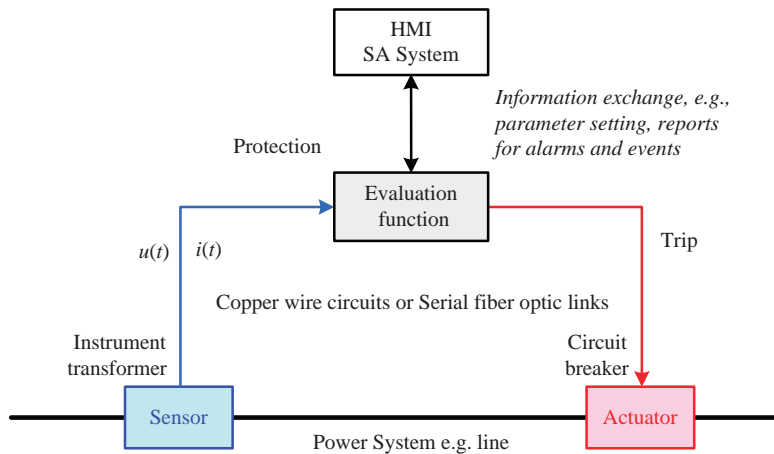 HMI
SA System
Information exchange, e.g.,
parameter setting, reports
for alarms and events
Protection
Evaluation
function
u(t)
i(t)
Trip
Copper wire circuits or Serial fiber optic links
Instrument
transformer
Circuit
breaker
Sensor
Actuator
Power System e.g. line